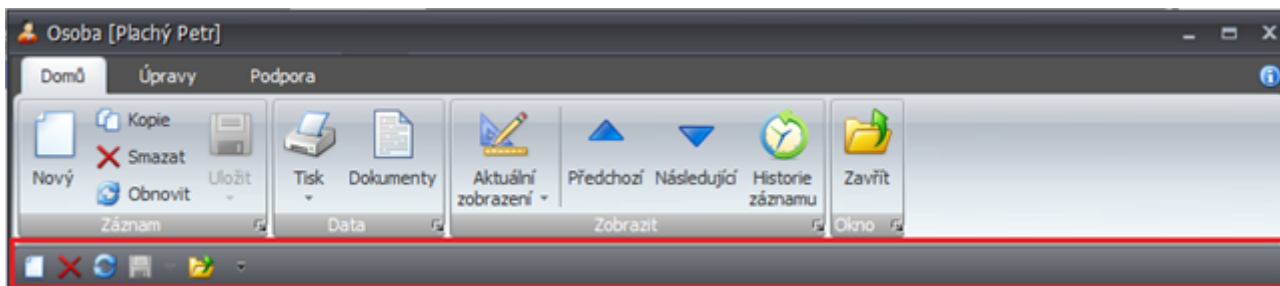 Osoba [Plachý Petr]
Domů Úpravy Podpora
Nový Kopie Smazat Obnovit Uložit
Tisk Dokumenty
Aktuální zobrazení Předchozí Následující Historie záznamu
Zavřít
Záznam Data Zobrazit Okno